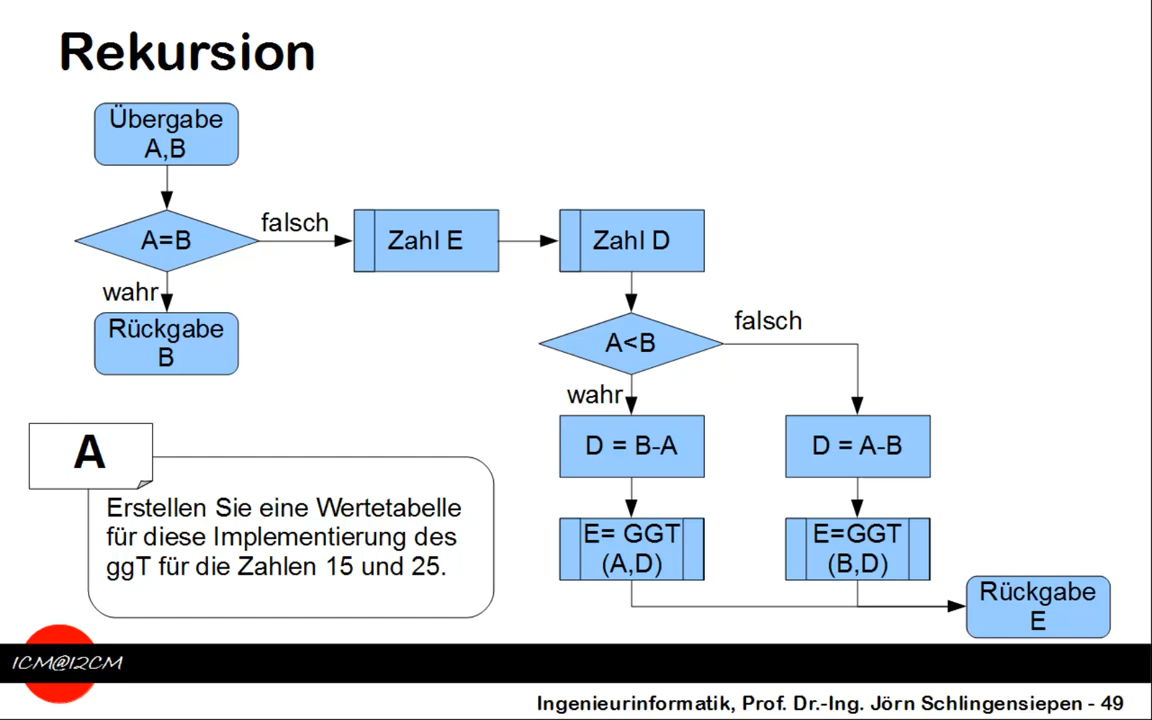 Rekursion
Übergabe
A,B
A=B
falsch
Zahl E
Zahl D
wahr
Rückgabe
B
A<B
falsch
wahr
D = B-A
D = A-B
E= GGT
(A,D)
E=GGT
(B,D)
Rückgabe
E
A
Erstellen Sie eine Wertetabelle
für diese Implementierung des
ggT für die Zahlen 15 und 25.
ICM@I2CM
Ingenieurinformatik, Prof. Dr.-Ing. Jörn Schlingensiepen - 49